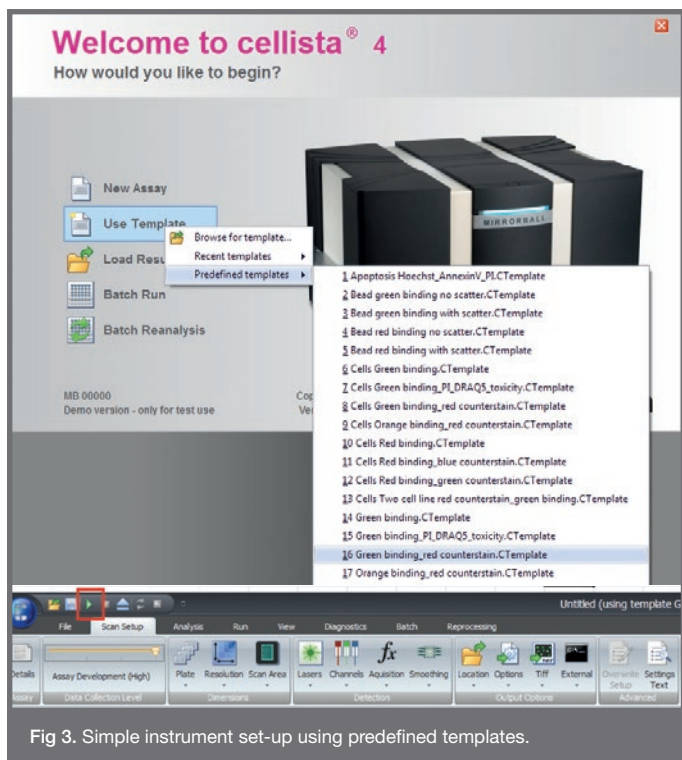 Welcome to cellista® 4
How would you like to begin?
New Assay
Use Template
Browse for template...
Recent templates
Predefined templates
Load Resu
Batch Run
Batch Reanalysis
MIRRORBALL
1 Apoptosis Hoechst_AnnexinV_PI.CTemplate
2 Bead green binding no scatter.CTemplate
3 Bead green binding with scatter.CTemplate
4 Bead red binding no scatter.CTemplate
5 Bead red binding with scatter.CTemplate
6 Cells Green binding.CTemplate
7 Cells Green binding_PI_DRAQ5_toxicity.CTemplate
8 Cells Green binding_red counterstain.CTemplate
9 Cells Orange binding_red counterstain.CTemplate
10 Cells Red binding.CTemplate
11 Cells Red binding_blue counterstain.CTemplate
12 Cells Red binding_green counterstain.CTemplate
13 Cells Two cell line red counterstain_green binding.CTemplate
14 Green binding.CTemplate
15 Green binding_PI_DRAQ5_toxicity.CTemplate
16 Green binding_red counterstain.CTemplate
17 Orange binding_red counterstain.CTemplate
MB 00000 Cop
Demo version - only for test use Ver
Untitled (using template G
File Scan Setup Analysis Run View Diagnostics Batch Reprocessing
Details Assay Development (High) Plate Resolution Scan Area Lasers Channels Aquisition Smoothing Location Options Tiff External Overwrite Setup Settings Text
Assay Data Collection Level Dimensions Detection Output Options Advanced
Fig 3. Simple instrument set-up using predefined templates.